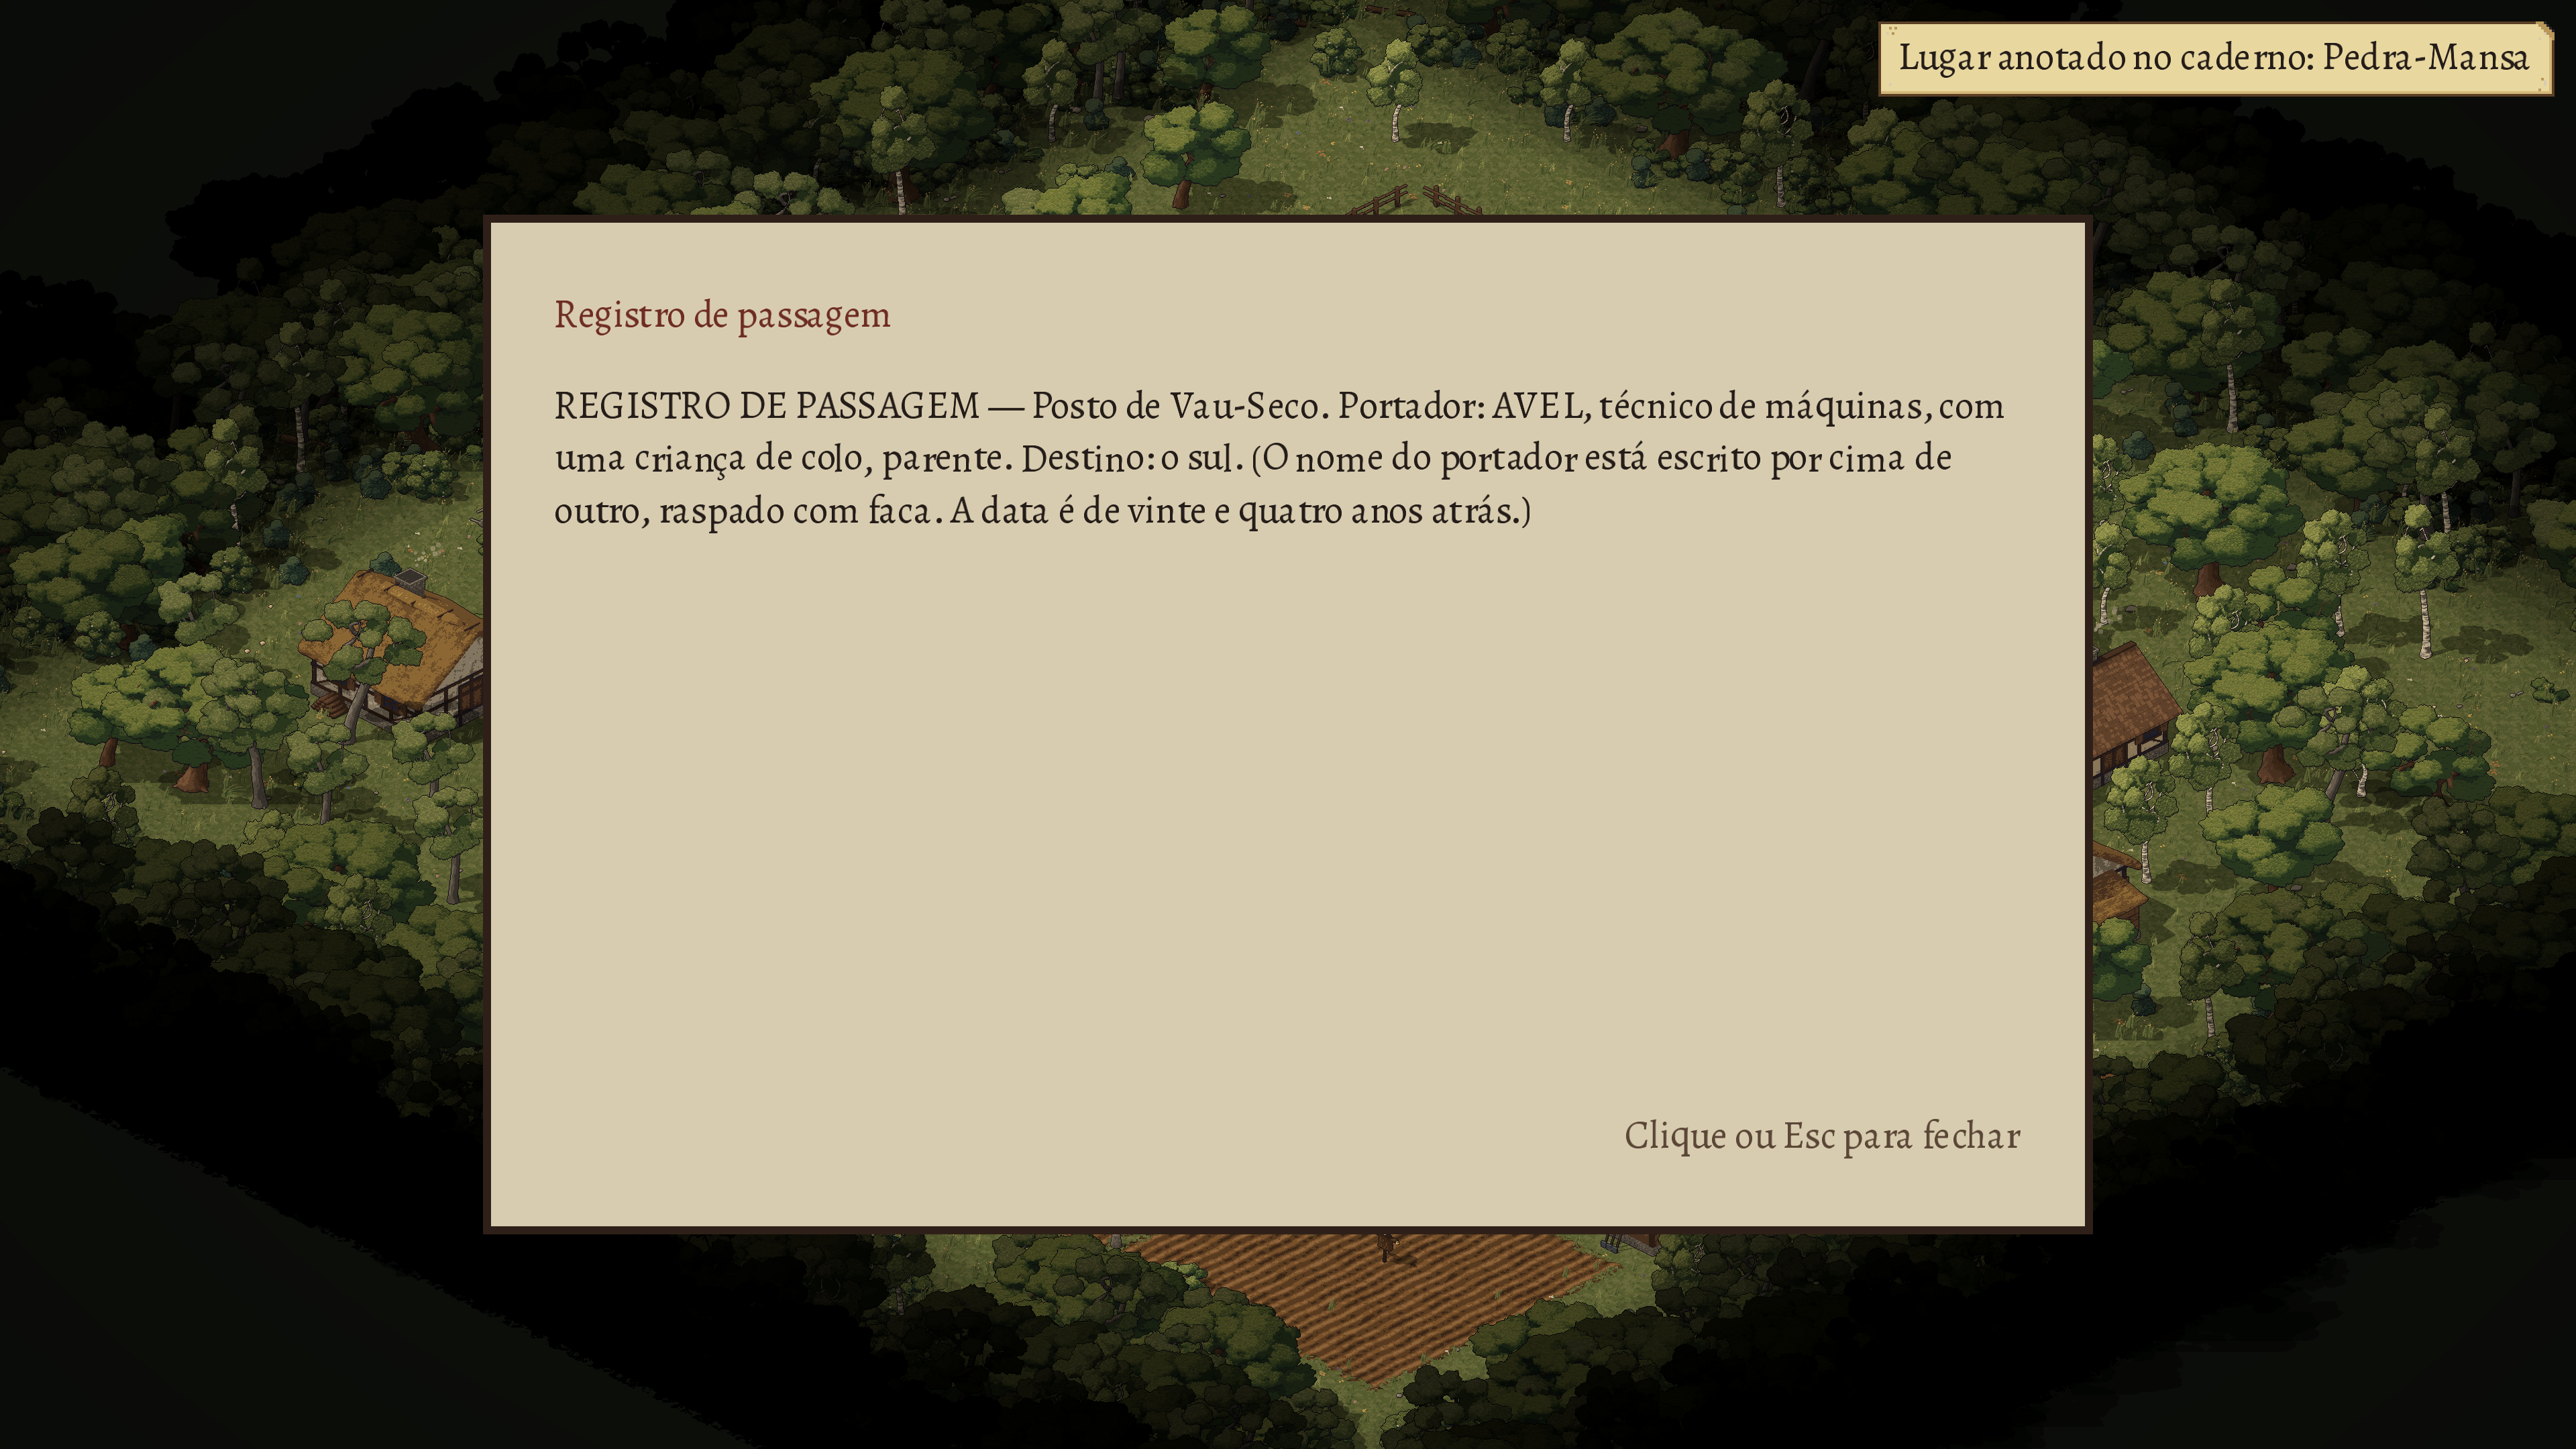 Lugar anotado no caderno: Pedra-Mansa
Registro de passagem
REGISTRO DE PASSAGEM — Posto de Vau-Seco. Portador: AVEL, técnico de máquinas, com
uma criança de colo, parente. Destino: o sul. (O nome do portador está escrito por cima de
outro, raspado com faca. A data é de vinte e quatro anos atrás.)
Clique ou Esc para fechar